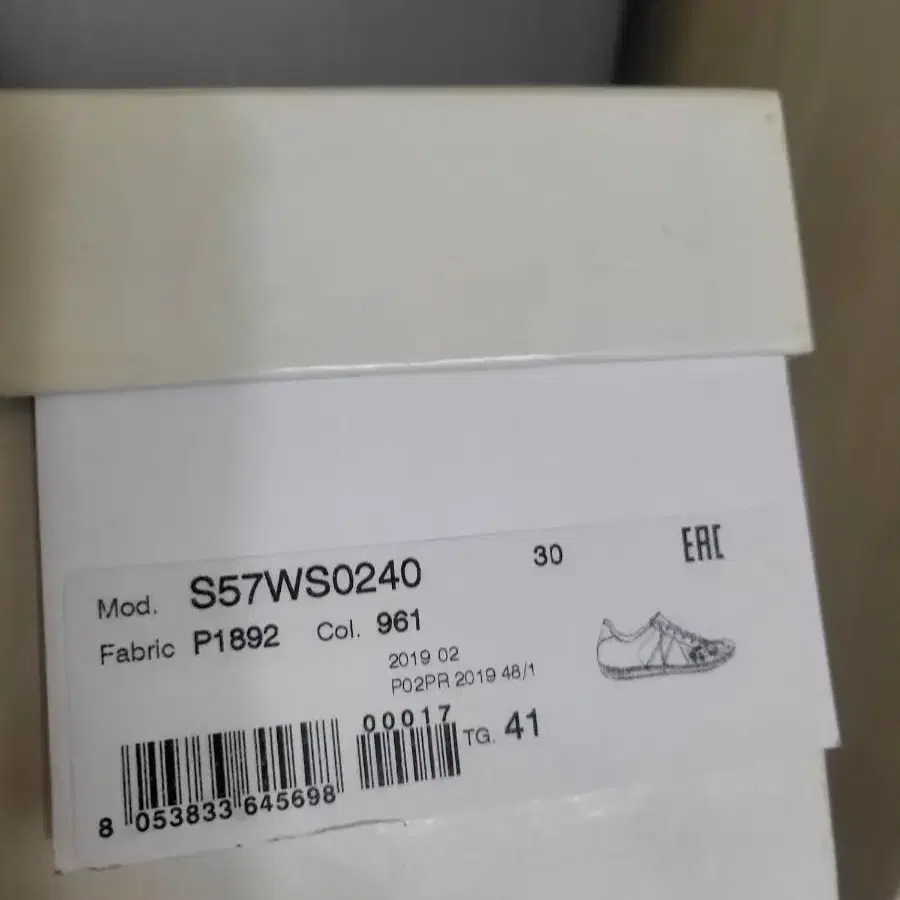 Mod. S57WS0240 30 EAC
Fabric P1892 Col. 961
2019 02
P02PR 2019 48/1
00017
TG. 41
8 053833 645698